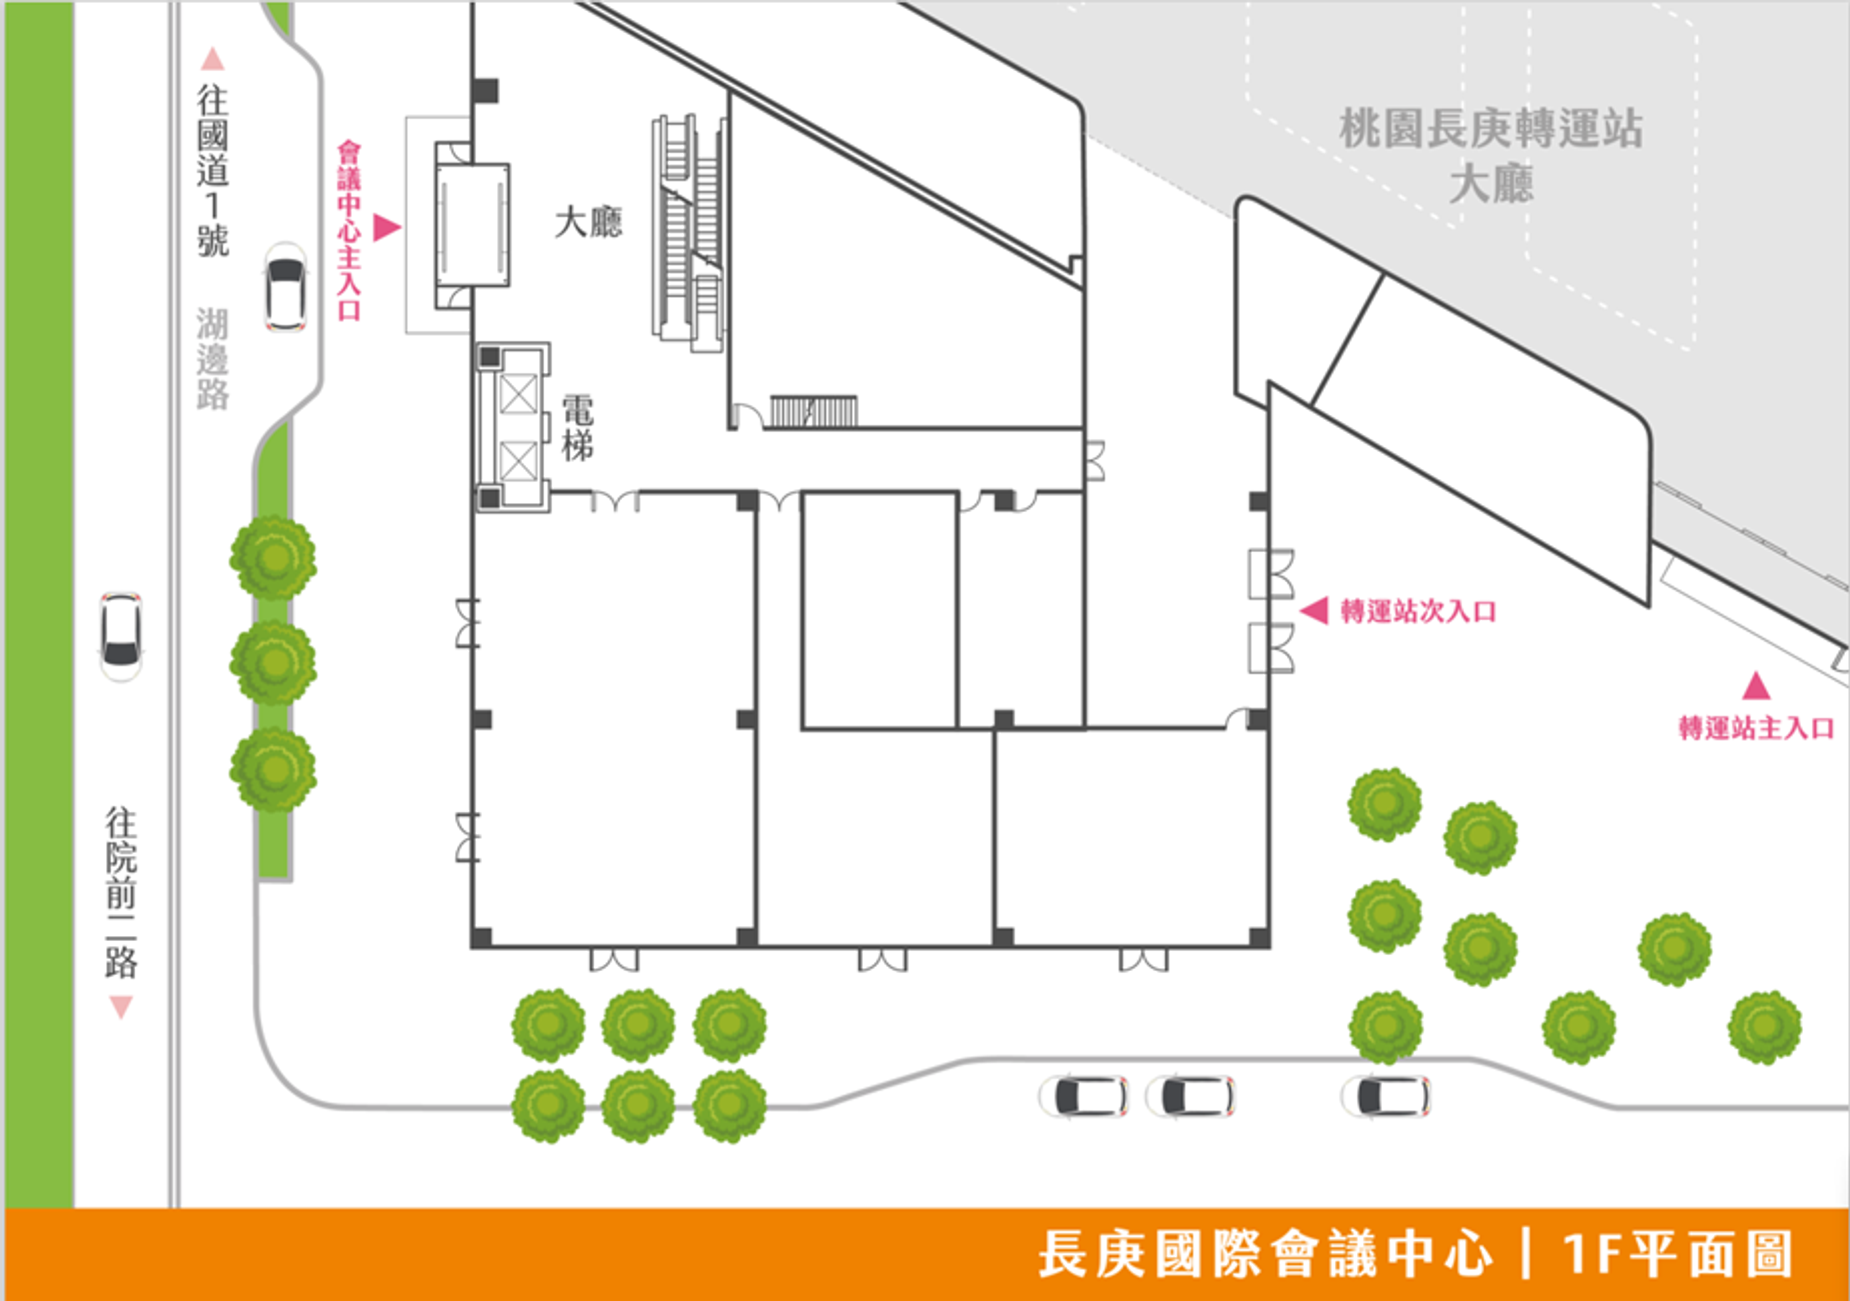 往國道1號
湖邊路
會議中心主入口
大廳
電梯
桃園長庚轉運站
大廳
轉運站次入口
轉運站主入口
往院前二路
長庚國際會議中心｜1F平面圖